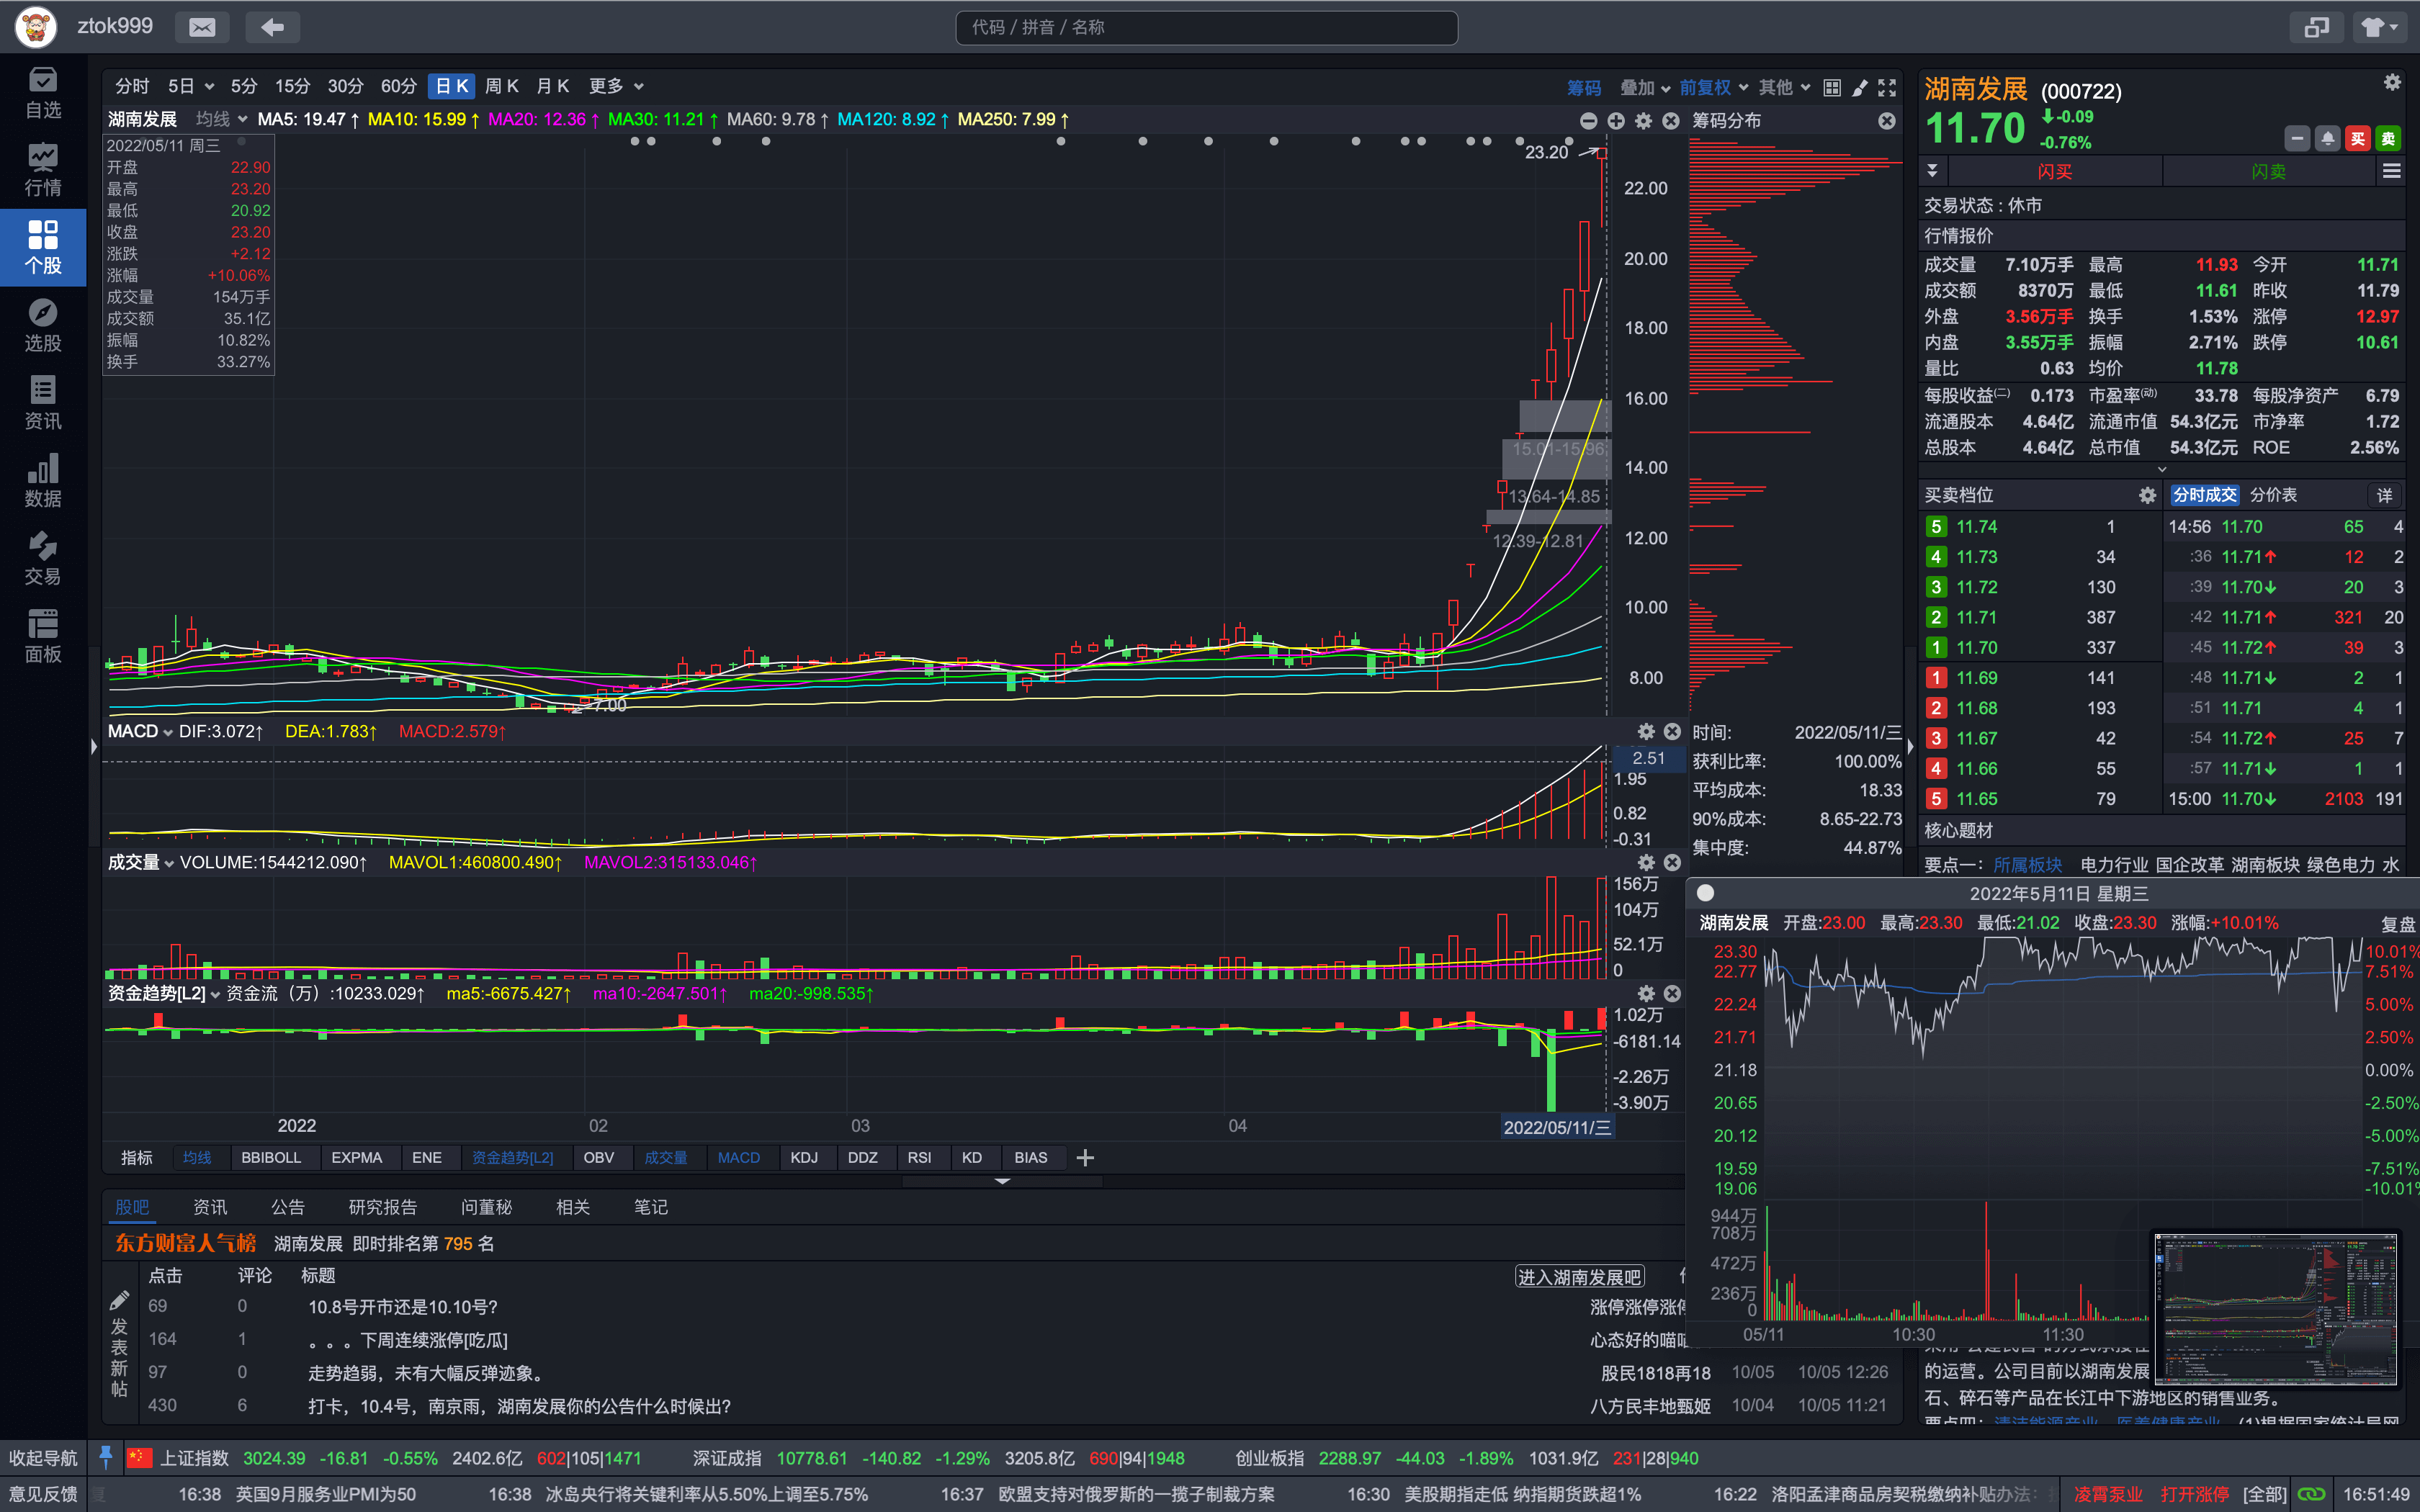 ztok999
代码 / 拼音 / 名称
自选
行情
个股
选股
资讯
数据
交易
面板
分时 5日 5分 15分 30分 60分 日K 周K 月K 更多
筹码 叠加 前复权 其他
湖南发展 均线 MA5: 19.47↑ MA10: 15.99↑ MA20: 12.36↑ MA30: 11.21↑ MA60: 9.78↑ MA120: 8.92↑ MA250: 7.99↑
筹码分布
2022/05/11 周三
开盘 22.90
最高 23.20
最低 20.92
收盘 23.20
涨跌 +2.12
涨幅 +10.06%
成交量 154万手
成交额 35.1亿
振幅 10.82%
换手 33.27%
23.20
22.00
20.00
18.00
16.00
14.00
12.00
10.00
8.00
15.01-15.96
13.64-14.85
12.39-12.81
7.00
MACD DIF:3.072↑ DEA:1.783↑ MACD:2.579↑
2.51
1.95
0.82
-0.31
成交量 VOLUME:1544212.090↑ MAVOL1:460800.490↑ MAVOL2:315133.046↑
156万
104万
52.1万
0
资金趋势[L2] 资金流（万）:10233.029↑ ma5:-6675.427↑ ma10:-2647.501↑ ma20:-998.535↑
1.02万
-6181.14
-2.26万
-3.90万
2022 02 03 04 2022/05/11/三
时间: 2022/05/11/三
获利比率: 100.00%
平均成本: 18.33
90%成本: 8.65-22.73
集中度: 44.87%
指标 均线 BBIBOLL EXPMA ENE 资金趋势[L2] OBV 成交量 MACD KDJ DDZ RSI KD BIAS
股吧 资讯 公告 研究报告 问董秘 相关 笔记
东方财富人气榜 湖南发展 即时排名第 795 名
点击 评论 标题 进入湖南发展吧
69 0 10.8号开市还是10.10号? 涨停涨停涨停
164 1 。。。下周连续涨停[吃瓜] 心态好的喵
97 0 走势趋弱，未有大幅反弹迹象。 股民1818再18 10/05 10/05 12:26
430 6 打卡，10.4号，南京雨，湖南发展你的公告什么时候出? 八方民丰地甄姬 10/04 10/05 11:21
发表新帖
湖南发展 (000722)
11.70 -0.09
-0.76%
买 卖
闪买 闪卖
交易状态 : 休市
行情报价
成交量 7.10万手 最高 11.93 今开 11.71
成交额 8370万 最低 11.61 昨收 11.79
外盘 3.56万手 换手 1.53% 涨停 12.97
内盘 3.55万手 振幅 2.71% 跌停 10.61
量比 0.63 均价 11.78
每股收益(二) 0.173 市盈率(动) 33.78 每股净资产 6.79
流通股本 4.64亿 流通市值 54.3亿元 市净率 1.72
总股本 4.64亿 总市值 54.3亿元 ROE 2.56%
买卖档位 分时成交 分价表 详
5 11.74 1
4 11.73 34
3 11.72 130
2 11.71 387
1 11.70 337
1 11.69 141
2 11.68 193
3 11.67 42
4 11.66 55
5 11.65 79
14:56 11.70 65 4
:36 11.71↑ 12 2
:39 11.70↓ 20 3
:42 11.71↑ 321 20
:45 11.72↑ 39 3
:48 11.71↓ 2 1
:51 11.71 4 1
:54 11.72↑ 25 7
:57 11.71↓ 1 1
15:00 11.70↓ 2103 191
核心题材
要点一: 所属板块 电力行业 国企改革 湖南板块 绿色电力 水
2022年5月11日 星期三
湖南发展 开盘:23.00 最高:23.30 最低:21.02 收盘:23.30 涨幅:+10.01% 复盘
23.30 10.01%
22.77 7.51%
22.24 5.00%
21.71 2.50%
21.18 0.00%
20.65 -2.50%
20.12 -5.00%
19.59 -7.51%
19.06 -10.01%
944万
708万
472万
236万
0
05/11 10:30 11:30
的运营。公司目前以湖南发展
石、碎石等产品在长江中下游地区的销售业务。
要点四: 清洁能源产业、医养健康产业 (1)根据国家统计局网
收起导航 上证指数 3024.39 -16.81 -0.55% 2402.6亿 602|105|1471 深证成指 10778.61 -140.82 -1.29% 3205.8亿 690|94|1948 创业板指 2288.97 -44.03 -1.89% 1031.9亿 231|28|940
意见反馈 16:38 英国9月服务业PMI为50 16:38 冰岛央行将关键利率从5.50%上调至5.75% 16:37 欧盟支持对俄罗斯的一揽子制裁方案 16:30 美股期指走低 纳指期货跌超1% 16:22 洛阳孟津商品房契税缴纳补贴办法: 凌霄泵业 打开涨停 [全部] 16:51:49